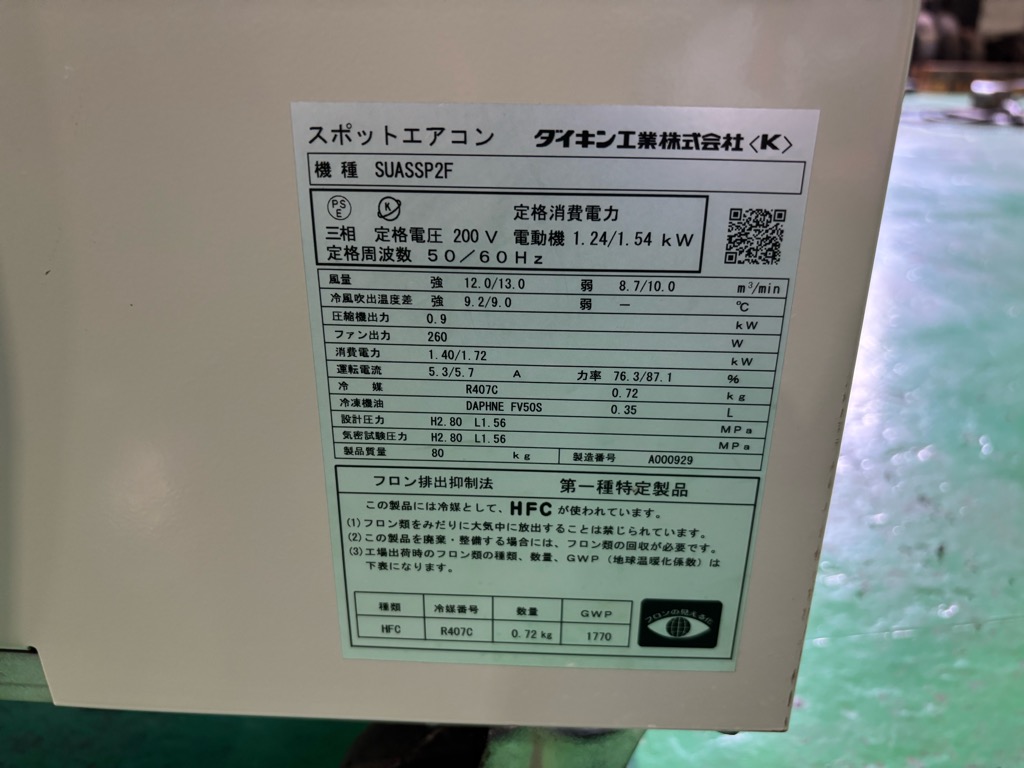 スポットエアコン ダイキン工業株式会社〈K〉
機種 SUASSP2F
PSE K 定格消費電力
三相 定格電圧 200V 電動機 1.24/1.54 kW
定格周波数 50/60Hz
風量 強 12.0/13.0 弱 8.7/10.0 m³/min
冷風吹出温度差 強 9.2/9.0 弱 － ℃
圧縮機出力 0.9 kW
ファン出力 260 W
消費電力 1.40/1.72 kW
運転電流 5.3/5.7 A 力率 76.3/87.1 %
冷媒 R407C 0.72 kg
冷凍機油 DAPHNE FV50S 0.35 L
設計圧力 H2.80 L1.56 MPa
気密試験圧力 H2.80 L1.56 MPa
製品質量 80 kg 製造番号 A000929
フロン排出抑制法 第一種特定製品
この製品には冷媒として、HFCが使われています。
(1)フロン類をみだりに大気中に放出することは禁じられています。
(2)この製品を廃棄・整備する場合には、フロン類の回収が必要です。
(3)工場出荷時のフロン類の種類、数量、GWP(地球温暖化係数)は
下表になります。
種類 冷媒番号 数量 GWP
HFC R407C 0.72kg 1770
フロンの見える化